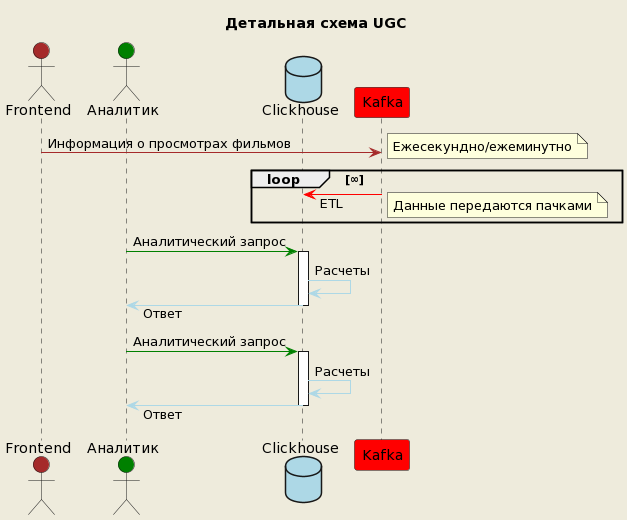 Детальная схема UGC
Frontend
Аналитик
Clickhouse
Kafka
Информация о просмотрах фильмов
Ежесекундно/ежеминутно
loop [∞]
ETL
Данные передаются пачками
Аналитический запрос
Расчеты
Ответ
Аналитический запрос
Расчеты
Ответ
Frontend
Аналитик
Clickhouse
Kafka